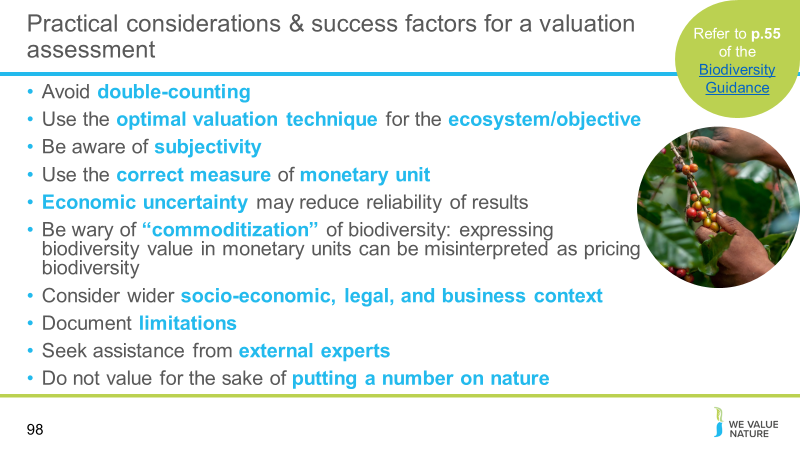 Practical considerations & success factors for a valuation
assessment
Refer to p.55
of the
Biodiversity
Guidance
• Avoid double-counting
• Use the optimal valuation technique for the ecosystem/objective
• Be aware of subjectivity
• Use the correct measure of monetary unit
• Economic uncertainty may reduce reliability of results
• Be wary of “commoditization” of biodiversity: expressing
biodiversity value in monetary units can be misinterpreted as pricing
biodiversity
• Consider wider socio-economic, legal, and business context
• Document limitations
• Seek assistance from external experts
• Do not value for the sake of putting a number on nature
98
WE VALUE
NATURE